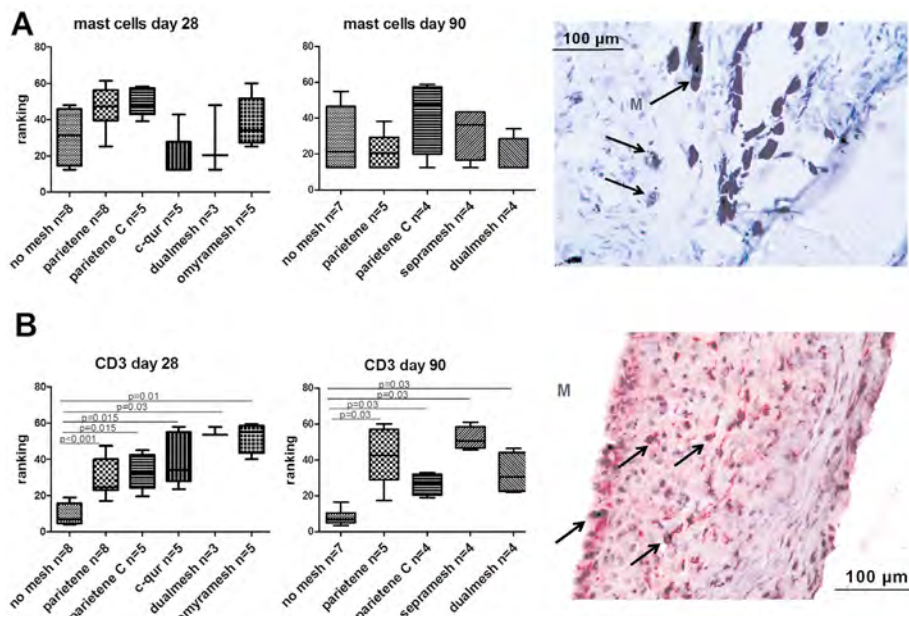 A
mast cells day 28
80
60
40
20
0
ranking
no mesh n=8
parietene n=8
parietene C n=5
c-qur n=5
dualmesh n=3
omyramesh n=5
mast cells day 90
80
60
40
20
0
ranking
no mesh n=7
parietene n=5
parietene C n=4
sepramesh n=4
dualmesh n=4
100 µm
M
B
CD3 day 28
80
60
40
20
0
ranking
p=0.01
p=0.03
p=0.015
p=0.015
p<0.001
no mesh n=8
parietene n=8
parietene C n=5
c-qur n=5
dualmesh n=3
omyramesh n=5
CD3 day 90
80
60
40
20
0
ranking
p=0.03
p=0.03
p=0.03
p=0.03
no mesh n=7
parietene n=5
parietene C n=4
sepramesh n=4
dualmesh n=4
M
100 µm